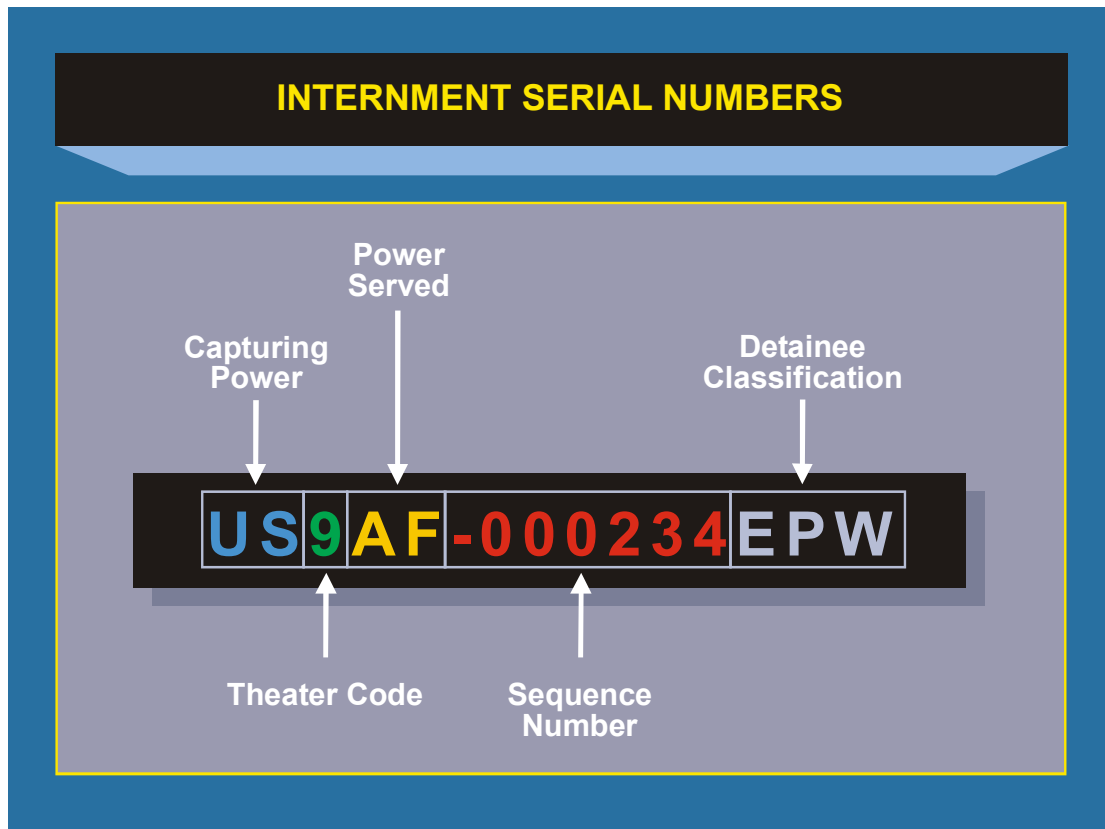 INTERNMENT SERIAL NUMBERS
Power
Served
Capturing
Power
Detainee
Classification
US9AF-000234EPW
Theater Code
Sequence
Number